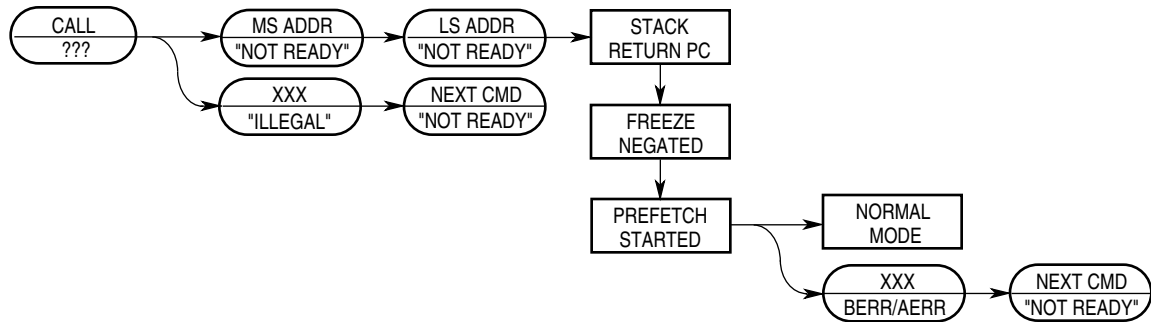 CALL
???
MS ADDR
"NOT READY"
LS ADDR
"NOT READY"
STACK
RETURN PC
XXX
"ILLEGAL"
NEXT CMD
"NOT READY"
FREEZE
NEGATED
PREFETCH
STARTED
NORMAL
MODE
XXX
BERR/AERR
NEXT CMD
"NOT READY"